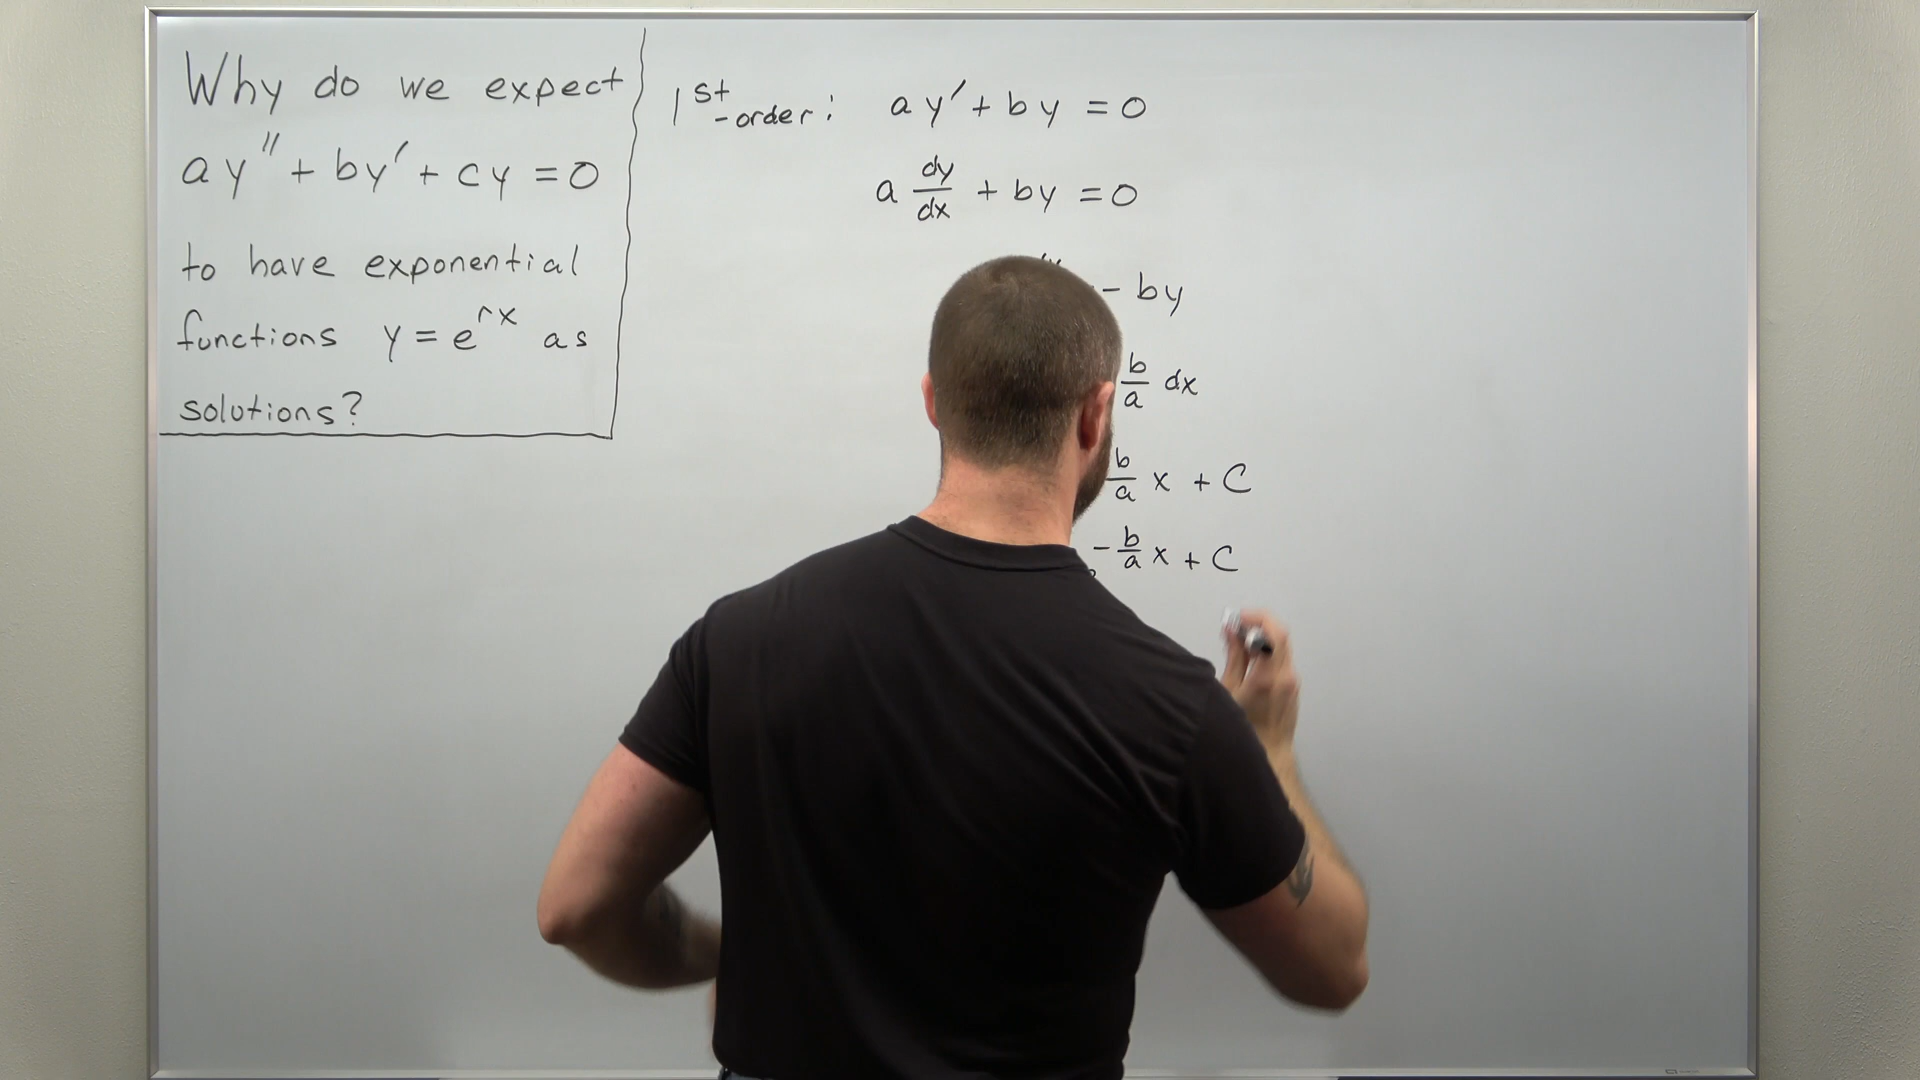 Why do we expect
ay'' + by' + cy = 0
to have exponential
functions y = e^rx as
solutions?
1st-order: ay' + by = 0
a dy/dx + by = 0
- by
b/a dx
b/a x + C
- b/a x + C